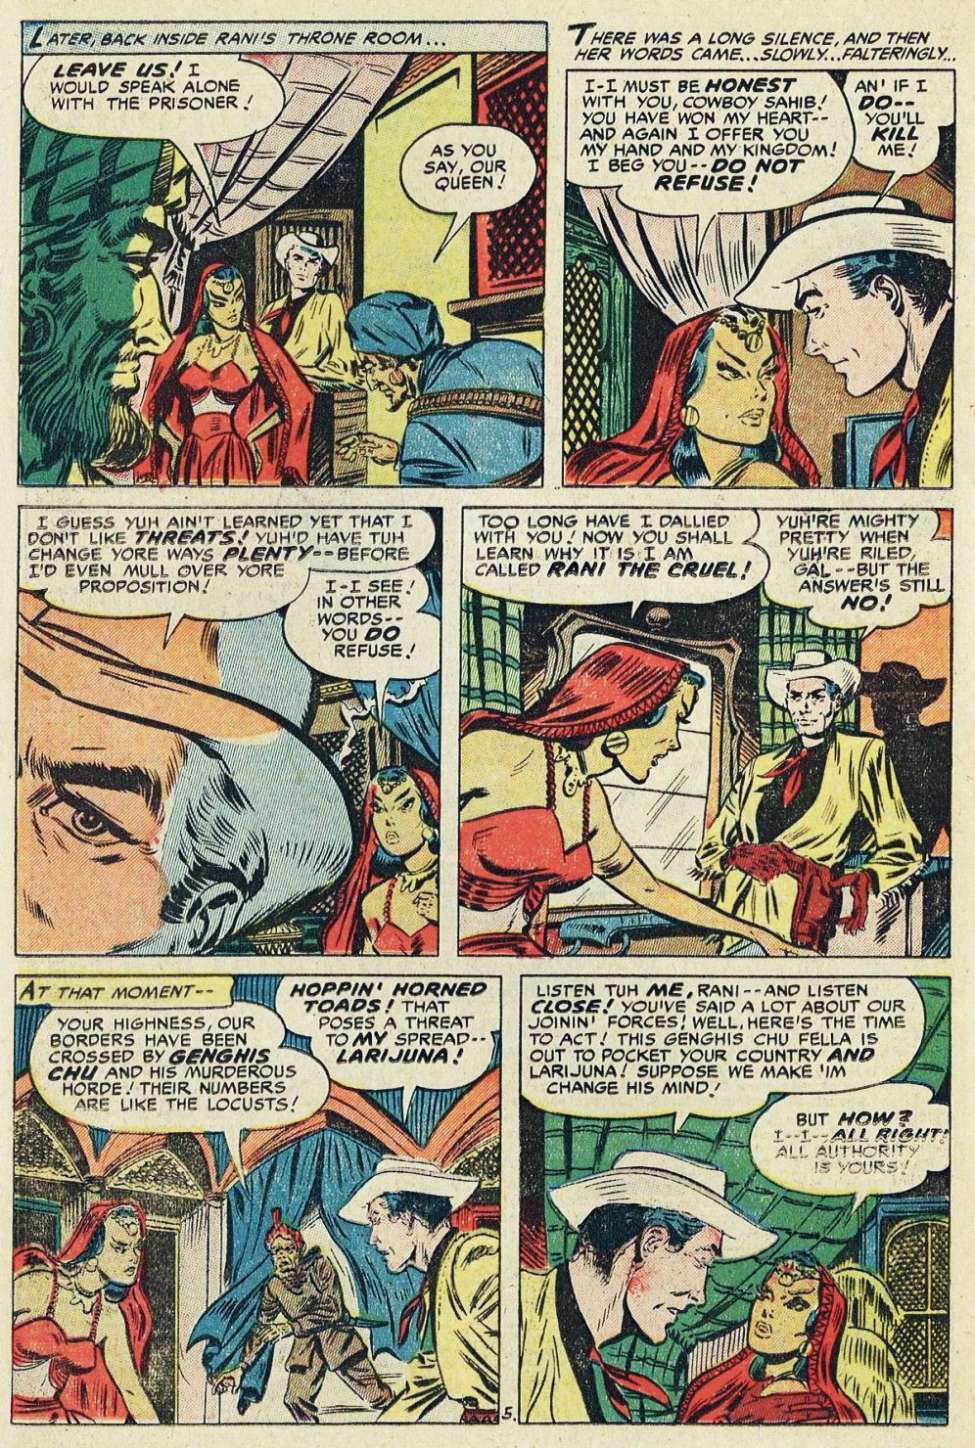 LATER, BACK INSIDE RANI'S THRONE ROOM...
LEAVE US! I
WOULD SPEAK ALONE
WITH THE PRISONER!
AS YOU
SAY, OUR
QUEEN!
THERE WAS A LONG SILENCE, AND THEN
HER WORDS CAME...SLOWLY...FALTERINGLY...
I-I MUST BE HONEST
WITH YOU, COWBOY SAHIB!
YOU HAVE WON MY HEART--
AND AGAIN I OFFER YOU
MY HAND AND MY KINGDOM!
I BEG YOU-- DO NOT
REFUSE!
AN' IF I
DO--
YOU'LL
KILL
ME!
I GUESS YUH AIN'T LEARNED YET THAT I
DON'T LIKE THREATS! YUH'D HAVE TUH
CHANGE YORE WAYS PLENTY--BEFORE
I'D EVEN MULL OVER YORE
PROPOSITION!
I-I SEE!
IN OTHER
WORDS--
YOU DO
REFUSE!
TOO LONG HAVE I DALLIED
WITH YOU! NOW YOU SHALL
LEARN WHY IT IS I AM
CALLED RANI THE CRUEL!
YUH'RE MIGHTY
PRETTY WHEN
YUH'RE RILED,
GAL--BUT THE
ANSWER'S STILL
NO!
AT THAT MOMENT--
YOUR HIGHNESS, OUR
BORDERS HAVE BEEN
CROSSED BY GENGHIS
CHU AND HIS MURDEROUS
HORDE! THEIR NUMBERS
ARE LIKE THE LOCUSTS!
HOPPIN' HORNED
TOADS! THAT
POSES A THREAT
TO MY SPREAD--
LARIJUNA!
5.
LISTEN TUH ME, RANI--AND LISTEN
CLOSE! YOU'VE SAID A LOT ABOUT OUR
JOININ' FORCES! WELL, HERE'S THE TIME
TO ACT! THIS GENGHIS CHU FELLA IS
OUT TO POCKET YOUR COUNTRY AND
LARIJUNA! SUPPOSE WE MAKE 'IM
CHANGE HIS MIND!
BUT HOW?
I--I--ALL RIGHT!
ALL AUTHORITY
IS YOURS!